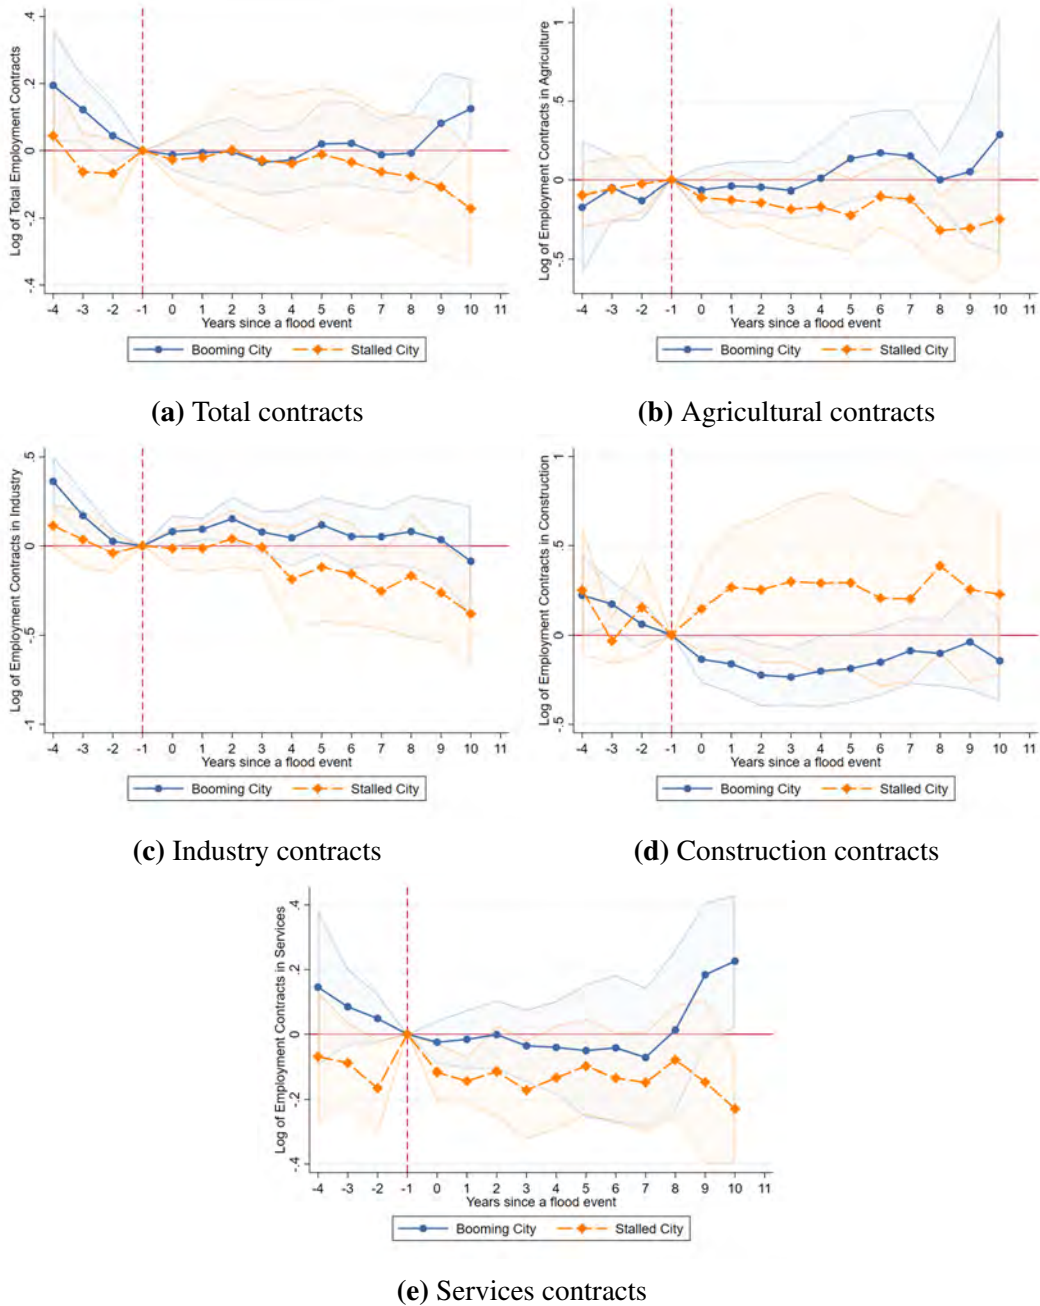 Log of Total Employment Contracts
.4
.2
0
-.2
-.4
-4 -3 -2 -1 0 1 2 3 4 5 6 7 8 9 10 11
Years since a flood event
Booming City Stalled City
(a) Total contracts
Log of Employment Contracts in Agriculture
1
.5
0
-.5
-4 -3 -2 -1 0 1 2 3 4 5 6 7 8 9 10 11
Years since a flood event
Booming City Stalled City
(b) Agricultural contracts
Log of Employment Contracts in Industry
.5
0
-.5
-1
-4 -3 -2 -1 0 1 2 3 4 5 6 7 8 9 10 11
Years since a flood event
Booming City Stalled City
(c) Industry contracts
Log of Employment Contracts in Construction
1
.5
0
-.5
-4 -3 -2 -1 0 1 2 3 4 5 6 7 8 9 10 11
Years since a flood event
Booming City Stalled City
(d) Construction contracts
Log of Employment Contracts in Services
.4
.2
0
-.2
-.4
-4 -3 -2 -1 0 1 2 3 4 5 6 7 8 9 10 11
Years since a flood event
Booming City Stalled City
(e) Services contracts